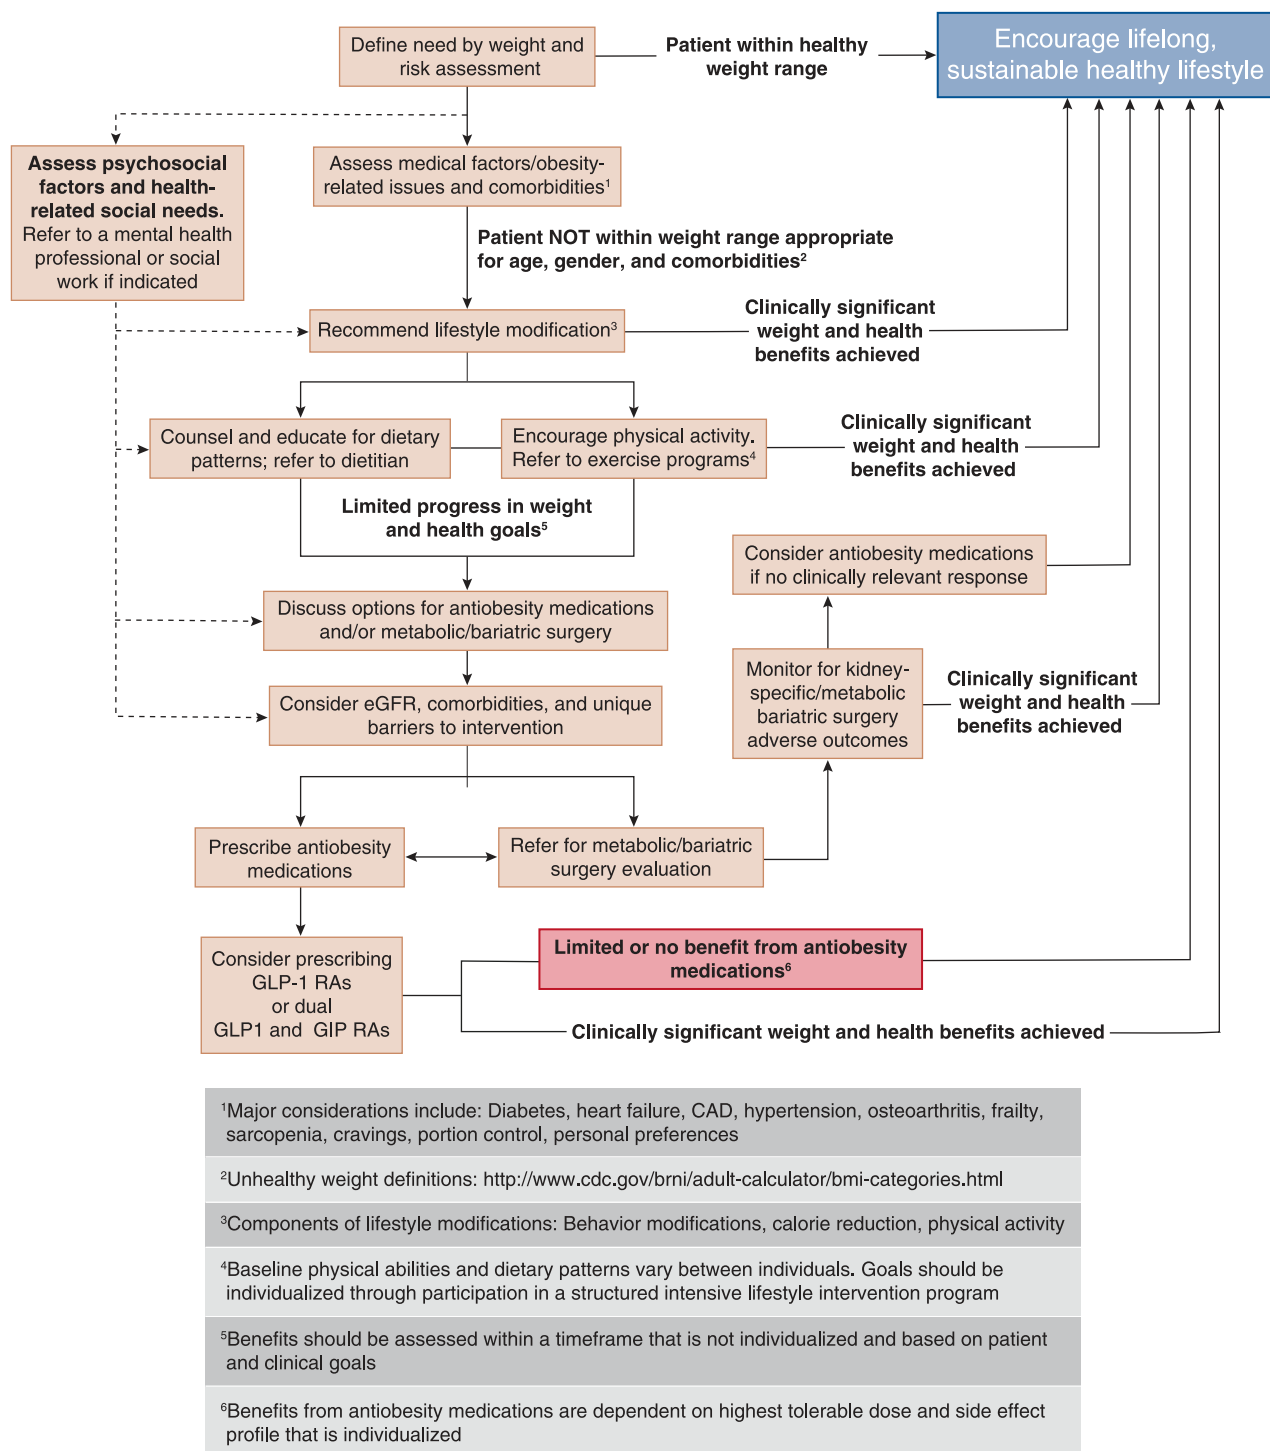 Define need by weight and
risk assessment
Patient within healthy
weight range
Encourage lifelong,
sustainable healthy lifestyle
Assess psychosocial
factors and health-
related social needs.
Refer to a mental health
professional or social
work if indicated
Assess medical factors/obesity-
related issues and comorbidities¹
Patient NOT within weight range appropriate
for age, gender, and comorbidities²
Recommend lifestyle modification³
Clinically significant
weight and health
benefits achieved
Counsel and educate for dietary
patterns; refer to dietitian
Encourage physical activity.
Refer to exercise programs⁴
Clinically significant
weight and health
benefits achieved
Limited progress in weight
and health goals⁵
Consider antiobesity medications
if no clinically relevant response
Discuss options for antiobesity medications
and/or metabolic/bariatric surgery
Monitor for kidney-
specific/metabolic
bariatric surgery
adverse outcomes
Clinically significant
weight and health
benefits achieved
Consider eGFR, comorbidities, and unique
barriers to intervention
Prescribe antiobesity
medications
Refer for metabolic/bariatric
surgery evaluation
Consider prescribing
GLP-1 RAs
or dual
GLP1 and GIP RAs
Limited or no benefit from antiobesity
medications⁶
Clinically significant weight and health benefits achieved
¹Major considerations include: Diabetes, heart failure, CAD, hypertension, osteoarthritis, frailty,
sarcopenia, cravings, portion control, personal preferences
²Unhealthy weight definitions: http://www.cdc.gov/brni/adult-calculator/bmi-categories.html
³Components of lifestyle modifications: Behavior modifications, calorie reduction, physical activity
⁴Baseline physical abilities and dietary patterns vary between individuals. Goals should be
individualized through participation in a structured intensive lifestyle intervention program
⁵Benefits should be assessed within a timeframe that is not individualized and based on patient
and clinical goals
⁶Benefits from antiobesity medications are dependent on highest tolerable dose and side effect
profile that is individualized